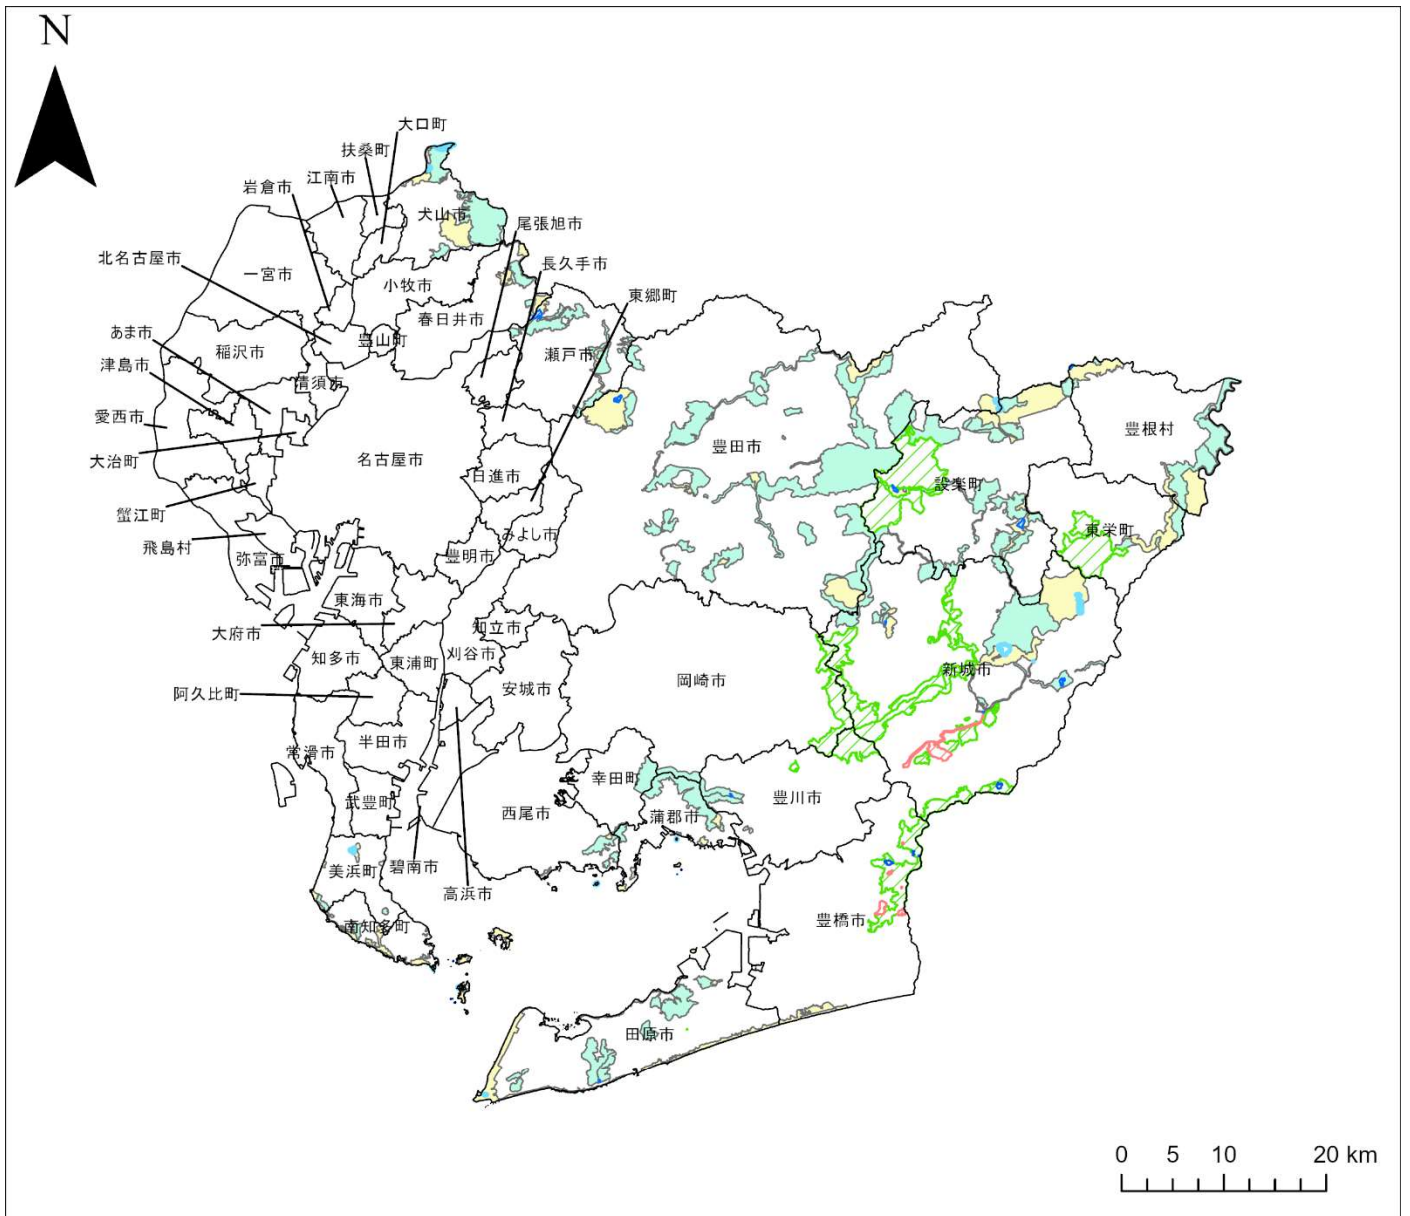 N
大口町
扶桑町
江南市
岩倉市
犬山市
尾張旭市
北名古屋市
長久手市
一宮市
小牧市
東郷町
春日井市
あま市
豊山町
稲沢市
瀬戸市
津島市
清須市
愛西市
豊根村
豊田市
大治町
名古屋市
日進市
設楽町
蟹江町
東栄町
みよし市
飛島村
豊明市
弥富市
東海市
大府市
知立市
知多市
東浦町
刈谷市
新城市
岡崎市
安城市
阿久比町
半田市
常滑市
幸田町
武豊町
豊川市
西尾市
蒲郡市
美浜町
碧南市
高浜市
豊橋市
南知多町
田原市
0 5 10 20 km